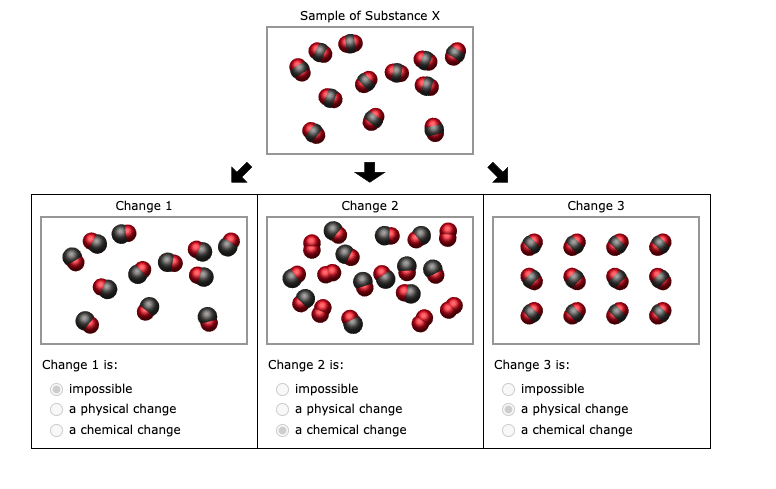 Sample of Substance X
Change 1
Change 2
Change 3
Change 1 is:
impossible
a physical change
a chemical change
Change 2 is:
impossible
a physical change
a chemical change
Change 3 is:
impossible
a physical change
a chemical change